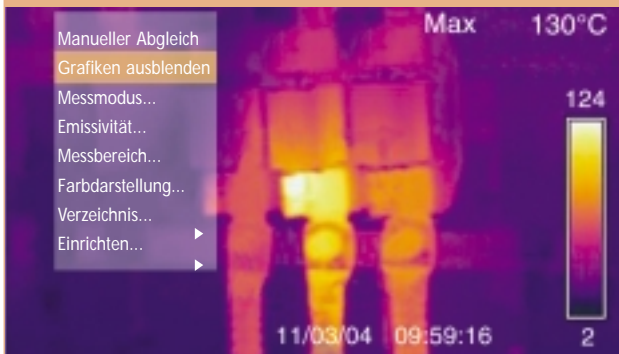 Max 130°C
Manueller Abgleich
Grafiken ausblenden
Messmodus...
Emissivität...
Messbereich...
Farbdarstellung...
Verzeichnis...
Einrichten...
124
11/03/04 09:59:16
2